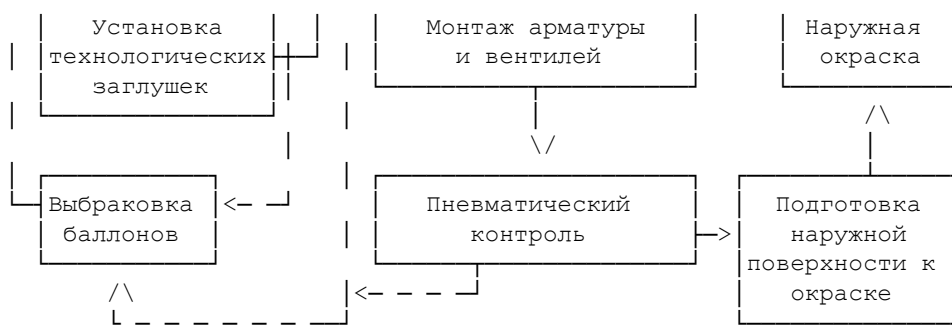 Установка
технологических
заглушек
Монтаж арматуры
и вентилей
Наружная
окраска
Выбраковка
баллонов
Пневматический
контроль
Подготовка
наружной
поверхности к
окраске